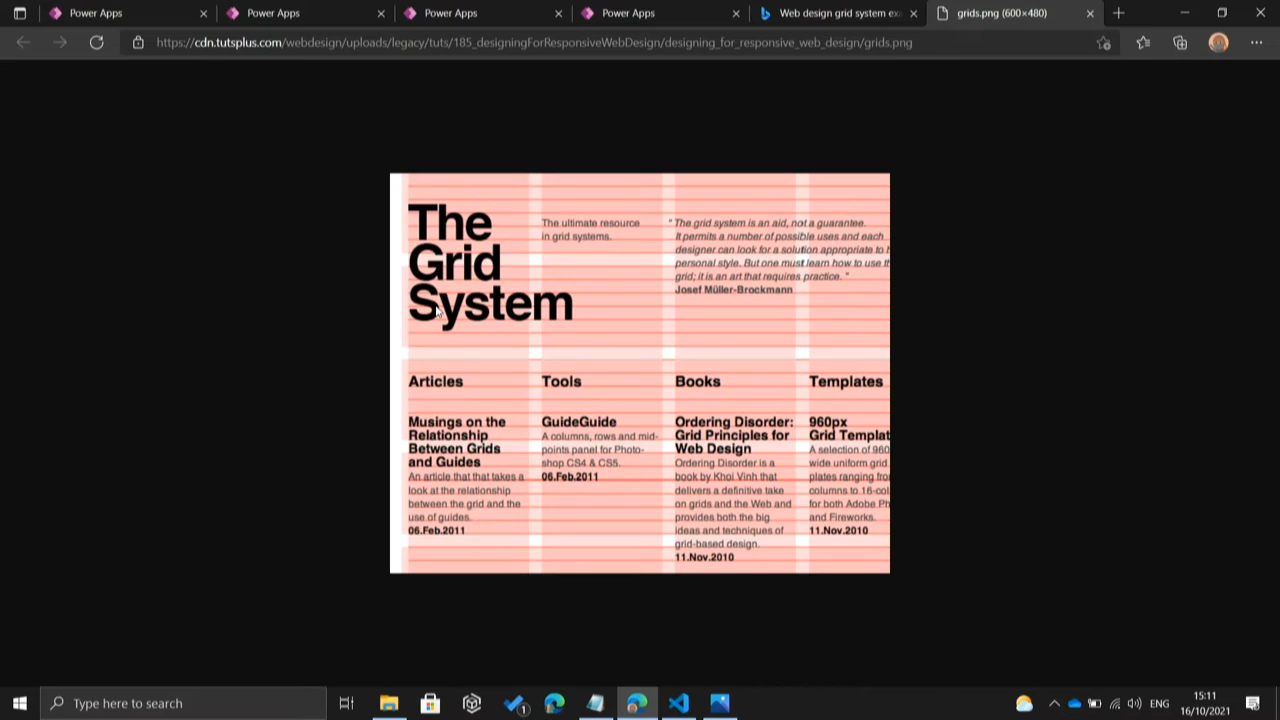 Power Apps
Power Apps
Power Apps
Power Apps
Web design grid system ex
grids.png (600×480)
https://cdn.tutsplus.com/webdesign/uploads/legacy/tuts/185_designingForResponsiveWebDesign/designing_for_responsive_web_design/grids.png
The
Grid
System
The ultimate resource
in grid systems.
" The grid system is an aid, not a guarantee.
It permits a number of possible uses and each
designer can look for a solution appropriate to
personal style. But one must learn how to use
grid; it is an art that requires practice. "
Josef Müller-Brockmann
Articles
Musings on the
Relationship
Between Grids
and Guides
An article that that takes a
look at the relationship
between the grid and the
use of guides.
06.Feb.2011
Tools
GuideGuide
A columns, rows and mid-
points panel for Photo-
shop CS4 & CS5.
06.Feb.2011
Books
Ordering Disorder:
Grid Principles for
Web Design
Ordering Disorder is a
book by Khoi Vinh that
delivers a definitive take
on grids and the Web and
provides both the big
ideas and techniques of
grid-based design.
11.Nov.2010
Templates
960px
Grid Templat
A selection of 960
wide uniform grid
plates ranging fro
columns to 16-col
for both Adobe Ph
and Fireworks.
11.Nov.2010
Type here to search
1
ENG
15:11
16/10/2021